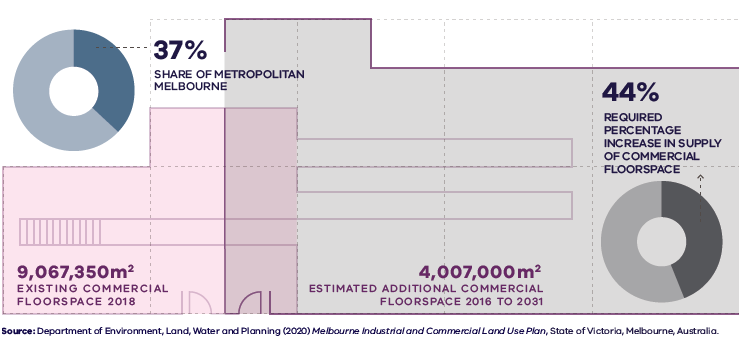 37%
SHARE OF METROPOLITAN
MELBOURNE
44%
REQUIRED
PERCENTAGE
INCREASE IN SUPPLY
OF COMMERCIAL
FLOORSPACE
9,067,350m²
EXISTING COMMERCIAL
FLOORSPACE 2018
4,007,000m²
ESTIMATED ADDITIONAL COMMERCIAL
FLOORSPACE 2016 TO 2031
Source: Department of Environment, Land, Water and Planning (2020) Melbourne Industrial and Commercial Land Use Plan, State of Victoria, Melbourne, Australia.